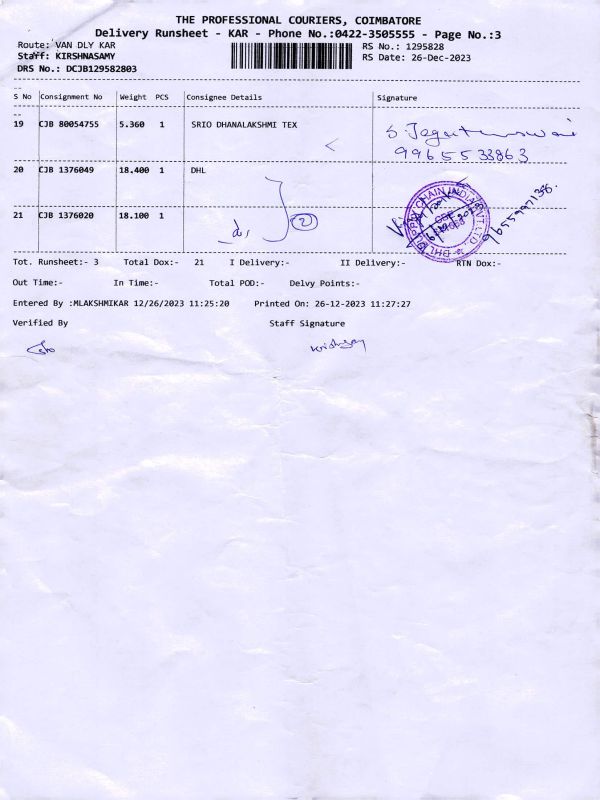 THE PROFESSIONAL COURIERS, COIMBATORE
Delivery Runsheet - KAR - Phone No.:0422-3505555 - Page No.:3
Route: VAN DLY KAR
RS No.: 1295828
Staff: KIRSHNASAMY
RS Date: 26-Dec-2023
DRS No.: DCJB129582803
S No Consignment No Weight PCS Consignee Details Signature
19 CJB 80054755 5.360 1 SRIO DHANALAKSHMI TEX
9965533863
20 CJB 1376049 18.400 1 DHL
21 CJB 1376020 18.100 1
2
Tot. Runsheet:- 3 Total Dox:- 21 I Delivery:- II Delivery:- RTN Dox:-
Out Time:- In Time:- Total POD:- Delvy Points:-
Entered By :MLAKSHMIKAR 12/26/2023 11:25:20 Printed On: 26-12-2023 11:27:27
Verified By Staff Signature